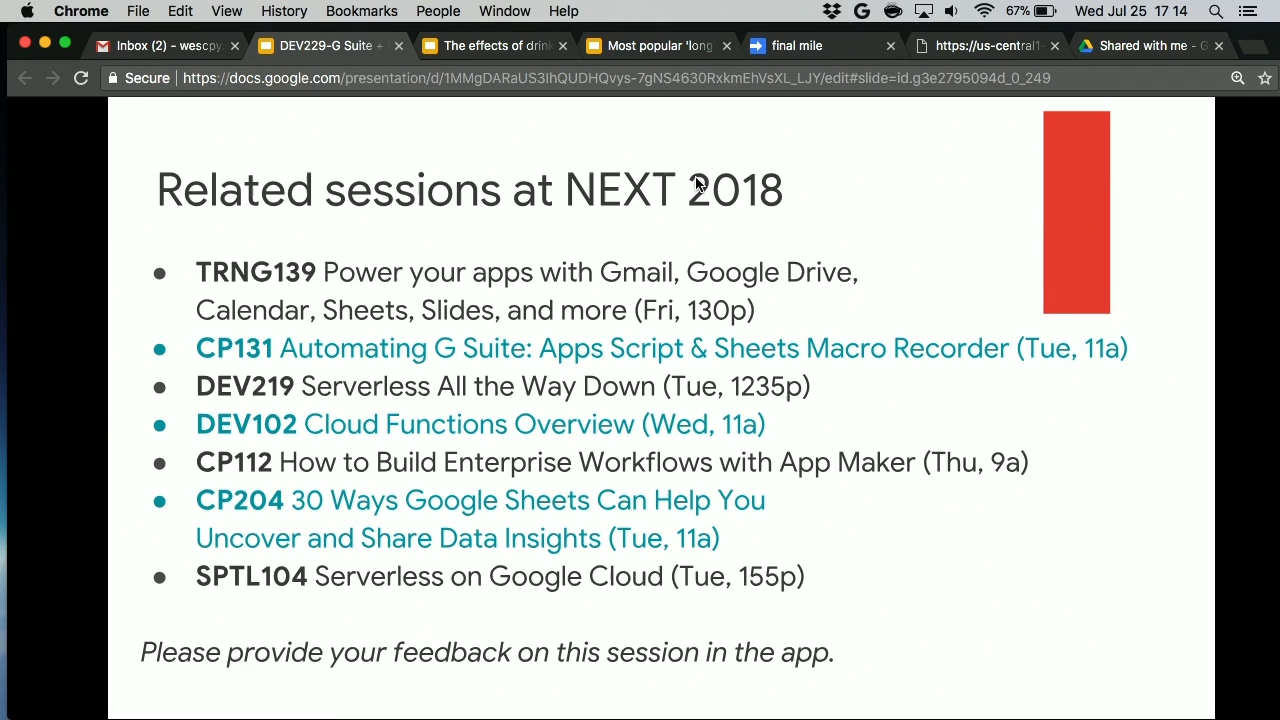 Chrome File Edit View History Bookmarks People Window Help 67% Wed Jul 25 17 14
Inbox (2) - wescpy DEV229-G Suite + The effects of drin Most popular 'long final mile https://us-central1- Shared with me - G
Secure https://docs.google.com/presentation/d/1MMgDARaUS3IhQUDHQvys-7gNS4630RxkmEhVsXL_LJY/edit#slide=id.g3e2795094d_0_249
Related sessions at NEXT 2018
● TRNG139 Power your apps with Gmail, Google Drive,
Calendar, Sheets, Slides, and more (Fri, 130p)
● CP131 Automating G Suite: Apps Script & Sheets Macro Recorder (Tue, 11a)
● DEV219 Serverless All the Way Down (Tue, 1235p)
● DEV102 Cloud Functions Overview (Wed, 11a)
● CP112 How to Build Enterprise Workflows with App Maker (Thu, 9a)
● CP204 30 Ways Google Sheets Can Help You
Uncover and Share Data Insights (Tue, 11a)
● SPTL104 Serverless on Google Cloud (Tue, 155p)
Please provide your feedback on this session in the app.